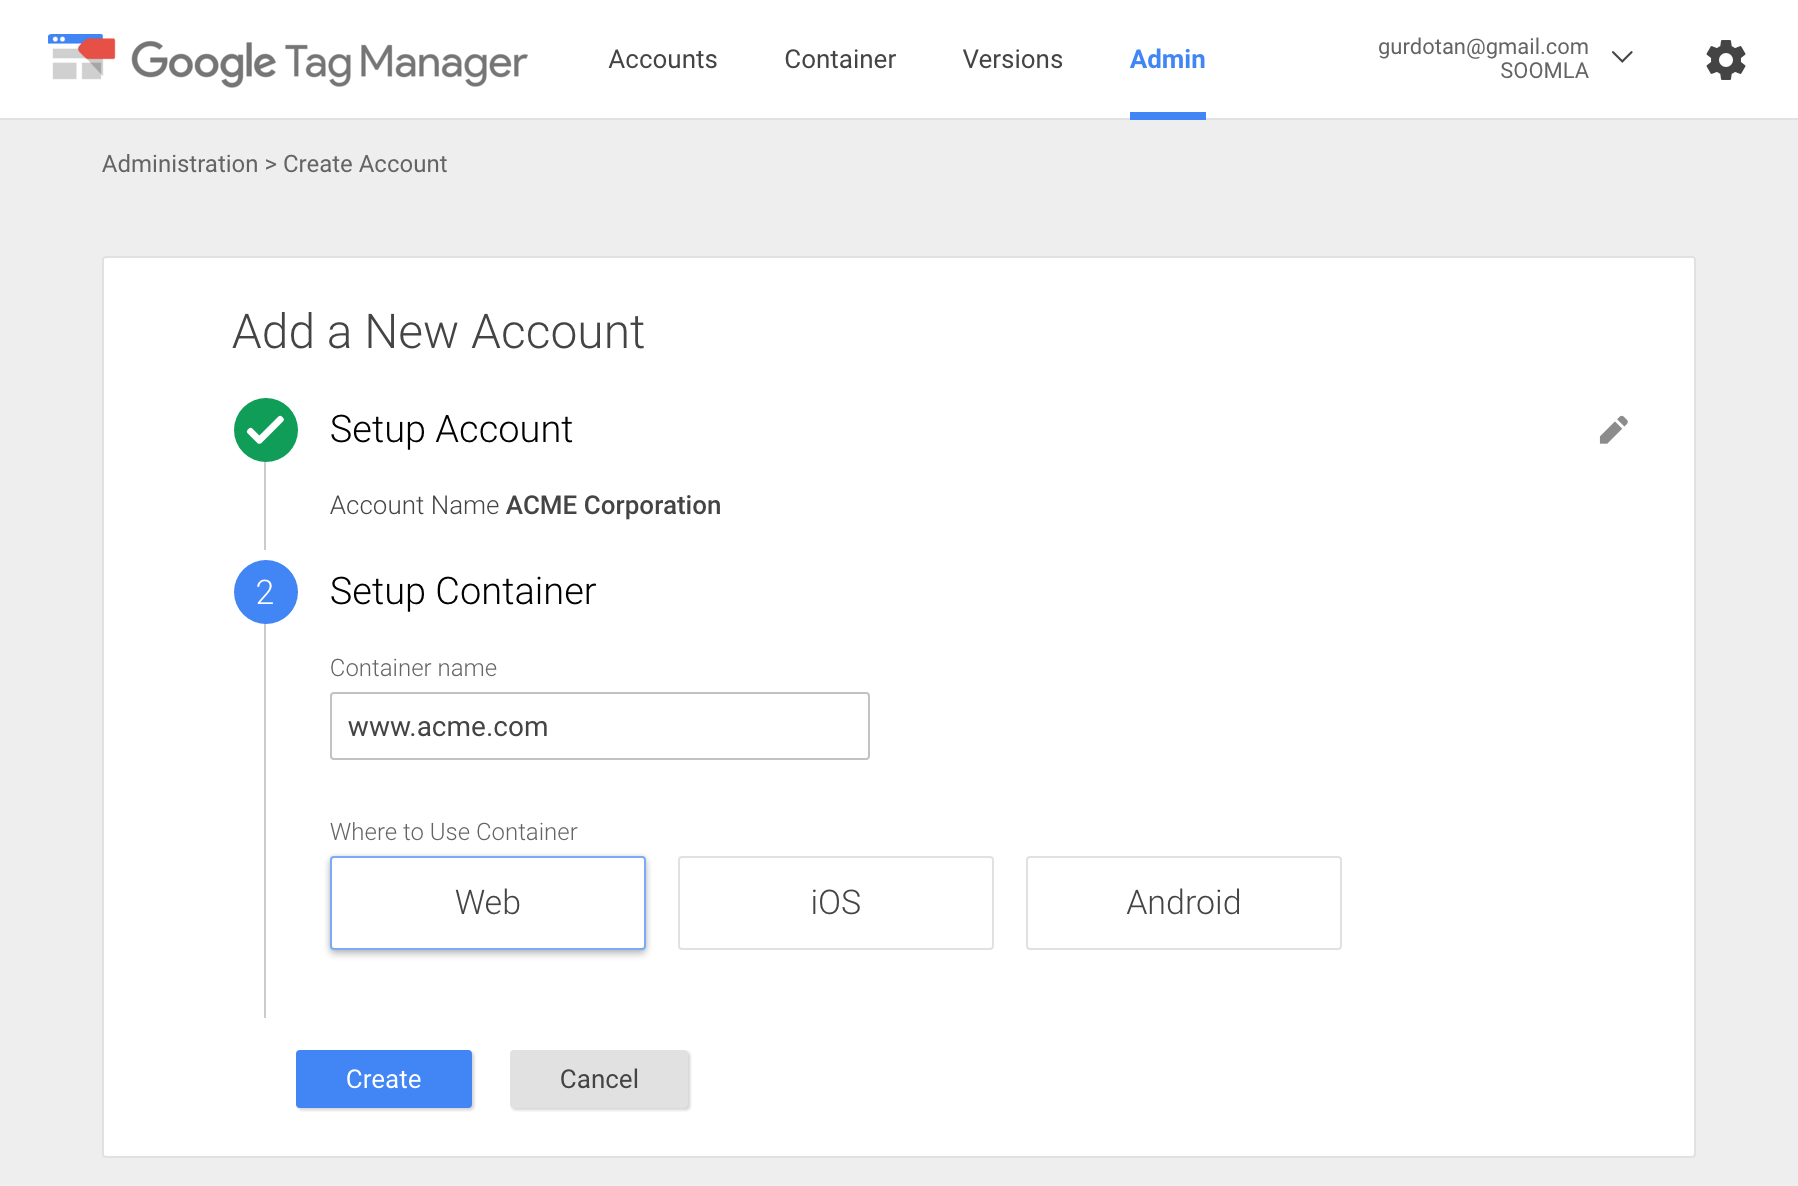 Google Tag Manager
Accounts
Container
Versions
Admin
gurdotan@gmail.com
SOOMLA
Administration > Create Account
Add a New Account
Setup Account
Account Name ACME Corporation
2
Setup Container
Container name
www.acme.com
Where to Use Container
Web
iOS
Android
Create
Cancel